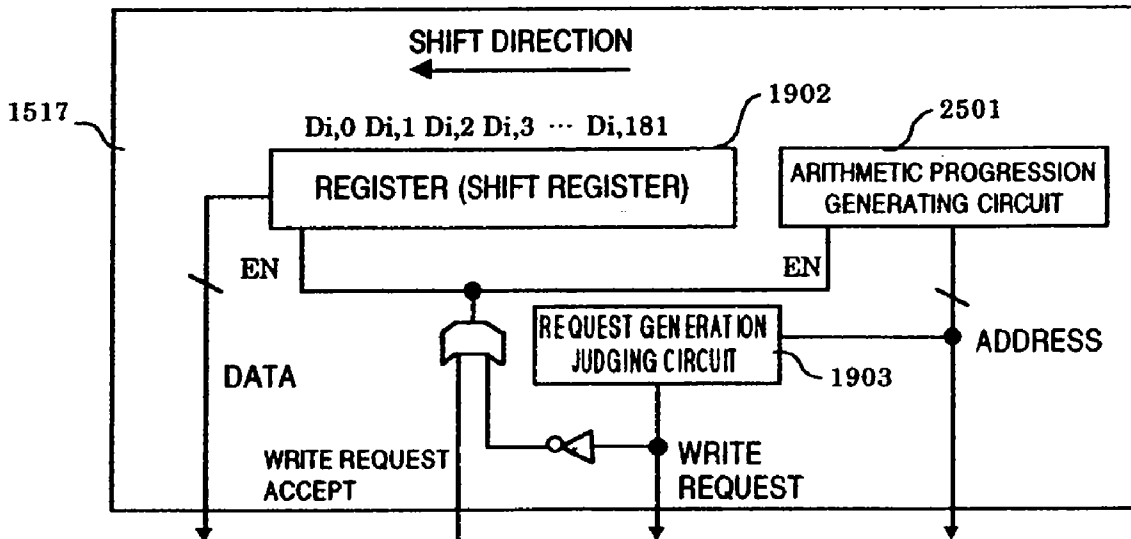 SHIFT DIRECTION
1517
1902
2501
Di,0 Di,1 Di,2 Di,3 ··· Di,181
REGISTER (SHIFT REGISTER)
ARITHMETIC PROGRESSION
GENERATING CIRCUIT
EN
EN
REQUEST GENERATION
JUDGING CIRCUIT
ADDRESS
DATA
1903
WRITE REQUEST
ACCEPT
WRITE
REQUEST